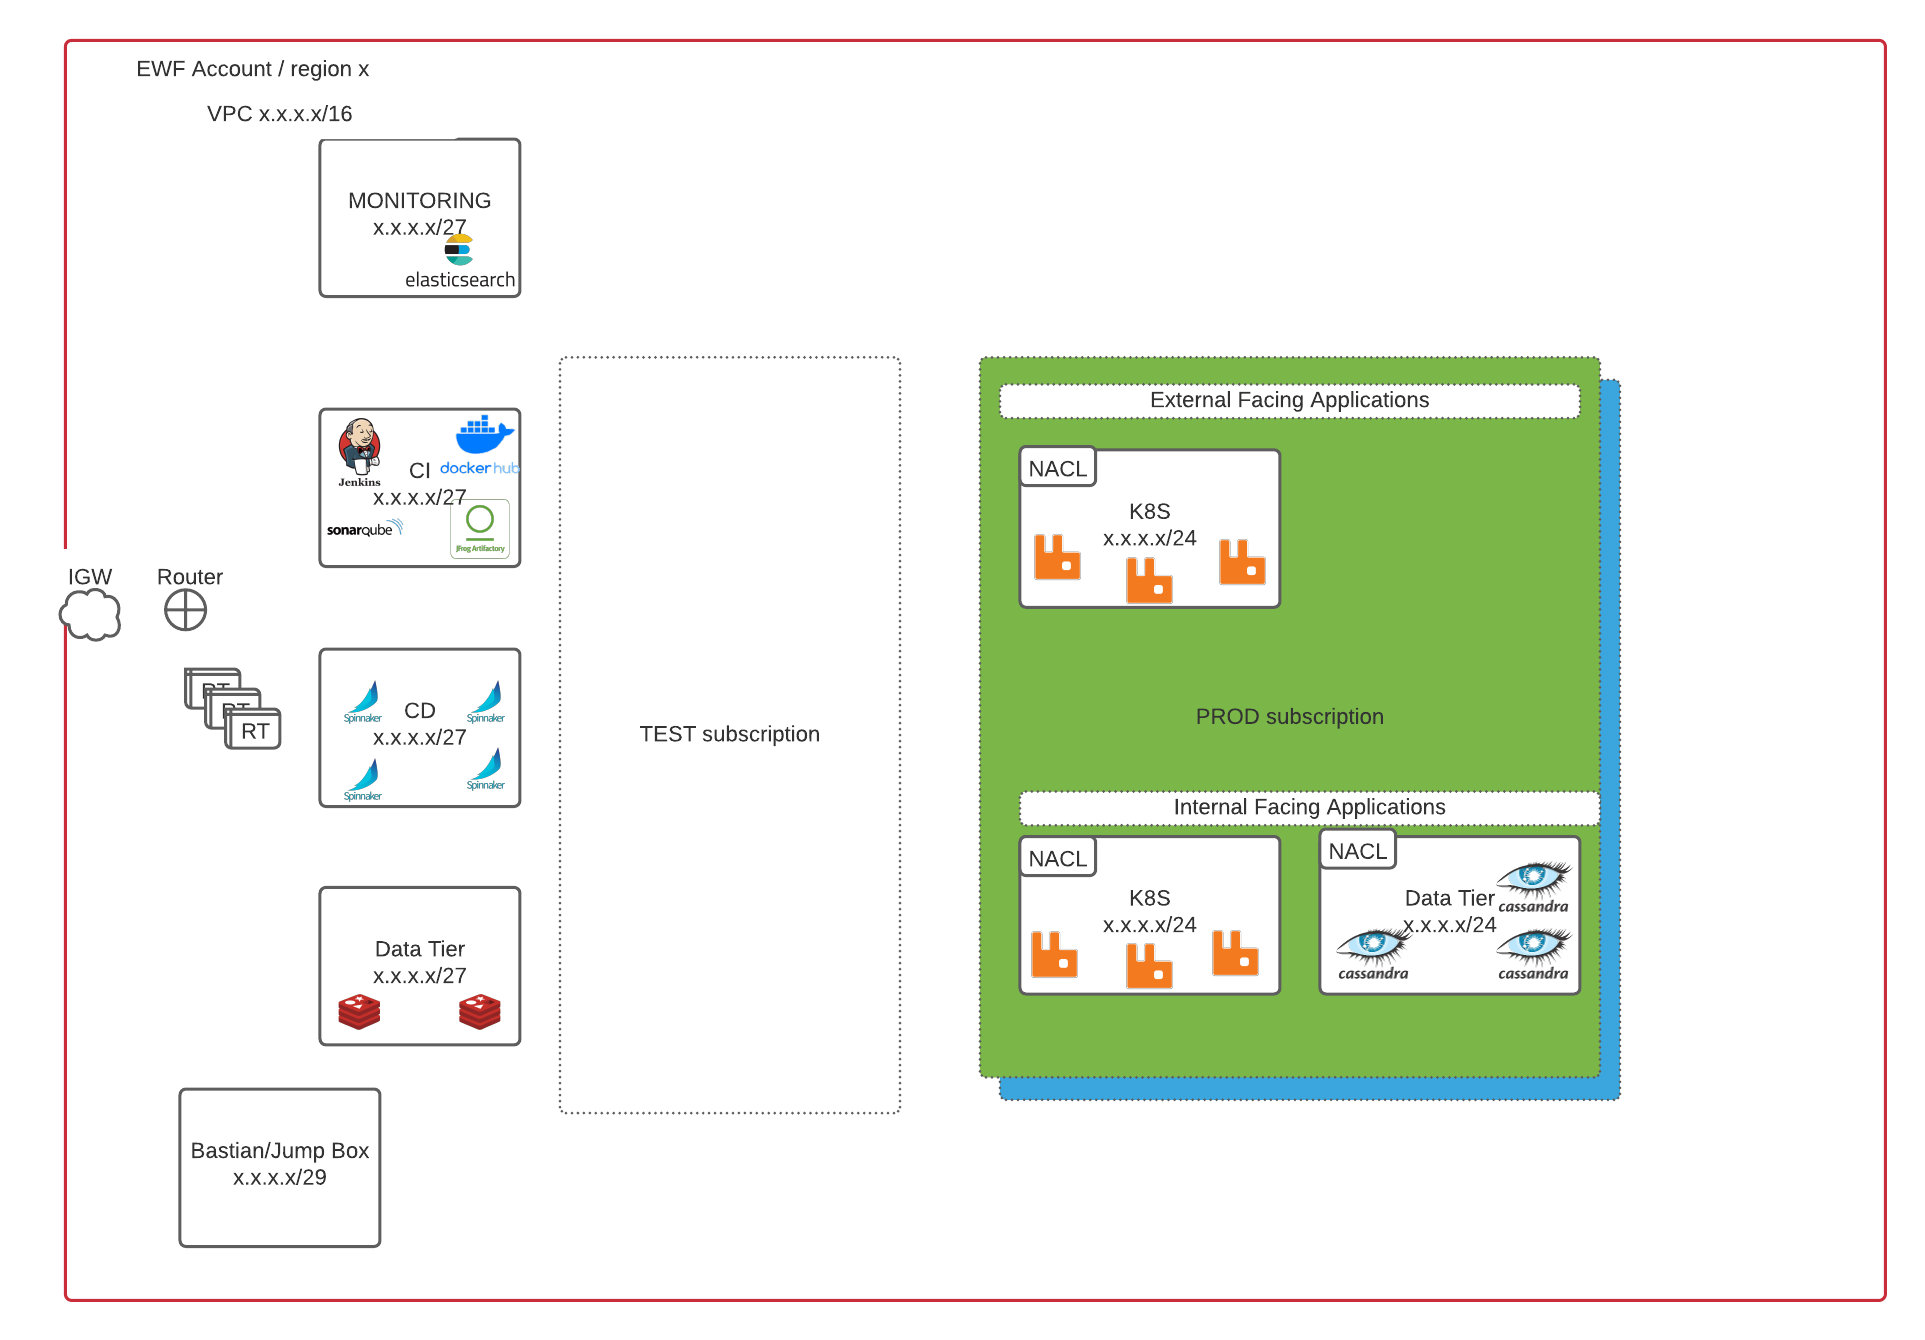 EWF Account / region x
VPC x.x.x.x/16
MONITORING
x.x.x.x/27
elasticsearch
Jenkins
docker hub
CI
x.x.x.x/27
sonarqube
JFrog Artifactory
IGW
Router
RT
RT
RT
CD
x.x.x.x/27
Spinnaker
Spinnaker
Spinnaker
Spinnaker
Data Tier
x.x.x.x/27
Bastian/Jump Box
x.x.x.x/29
TEST subscription
External Facing Applications
NACL
K8S
x.x.x.x/24
PROD subscription
Internal Facing Applications
NACL
K8S
x.x.x.x/24
NACL
Data Tier
x.x.x.x/24
cassandra
cassandra
cassandra